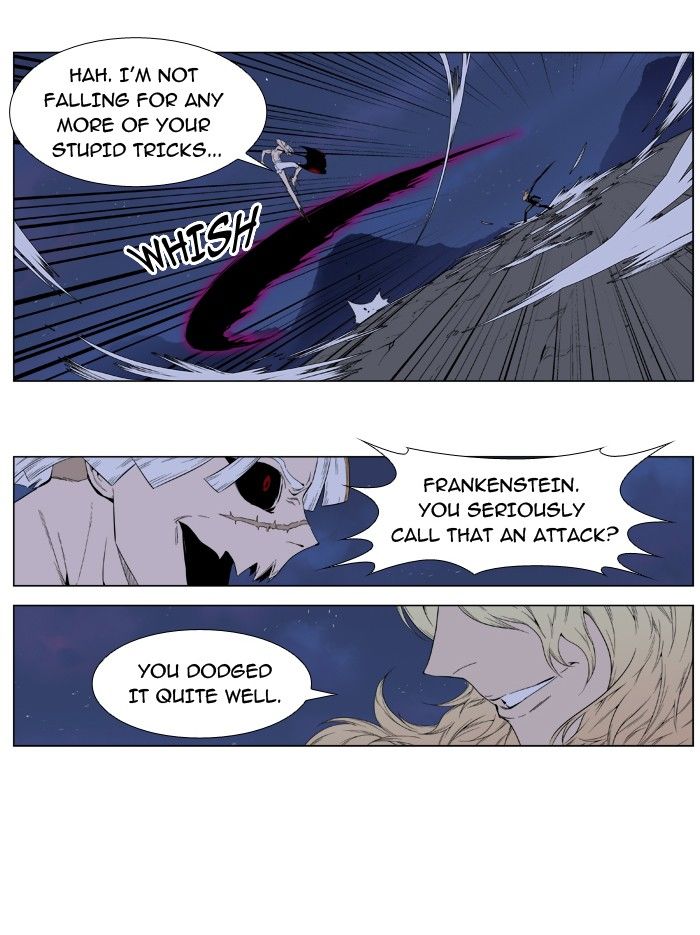 HAH. I'M NOT
FALLING FOR ANY
MORE OF YOUR
STUPID TRICKS...
WHISH
FRANKENSTEIN.
YOU SERIOUSLY
CALL THAT AN ATTACK?
YOU DODGED
IT QUITE WELL.